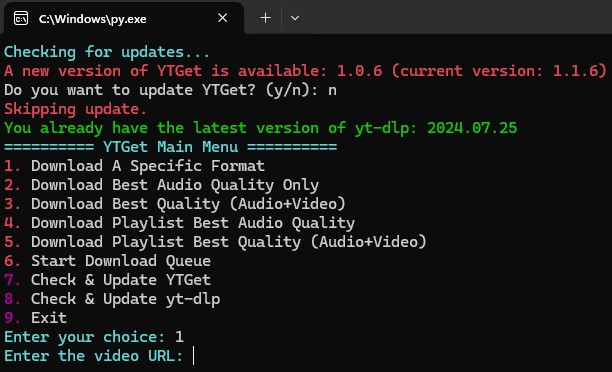 C:\Windows\py.exe
Checking for updates...
A new version of YTGet is available: 1.0.6 (current version: 1.1.6)
Do you want to update YTGet? (y/n): n
Skipping update.
You already have the latest version of yt-dlp: 2024.07.25
========== YTGet Main Menu ==========
1. Download A Specific Format
2. Download Best Audio Quality Only
3. Download Best Quality (Audio+Video)
4. Download Playlist Best Audio Quality
5. Download Playlist Best Quality (Audio+Video)
6. Start Download Queue
7. Check & Update YTGet
8. Check & Update yt-dlp
9. Exit
Enter your choice: 1
Enter the video URL: